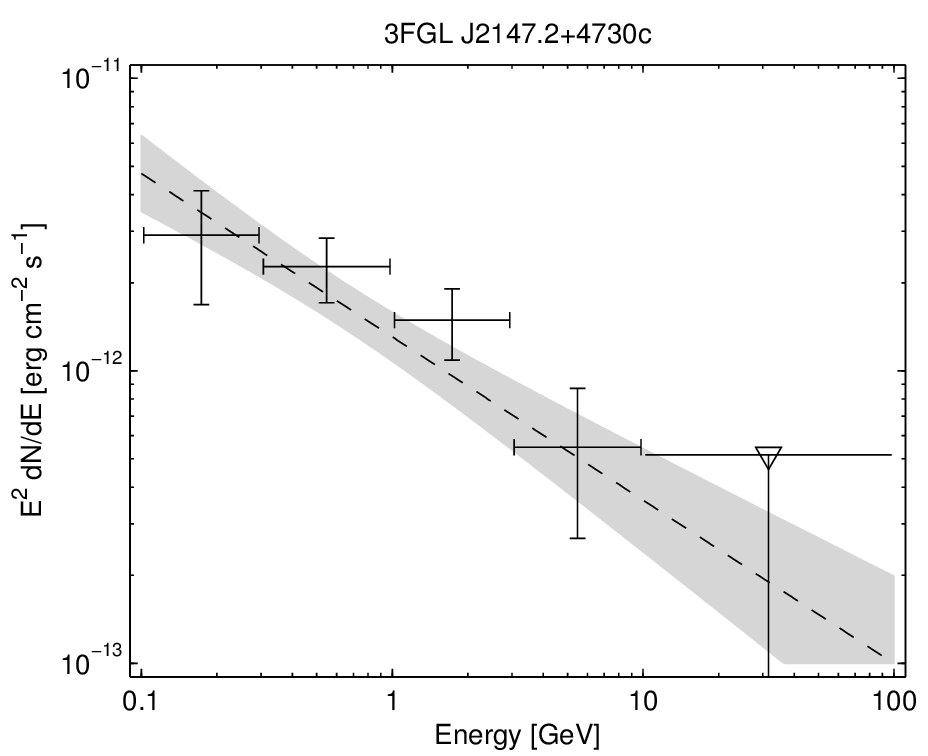 3FGL J2147.2+4730c
10⁻¹¹
10⁻¹²
10⁻¹³
E² dN/dE [erg cm⁻² s⁻¹]
0.1 1 10 100
Energy [GeV]